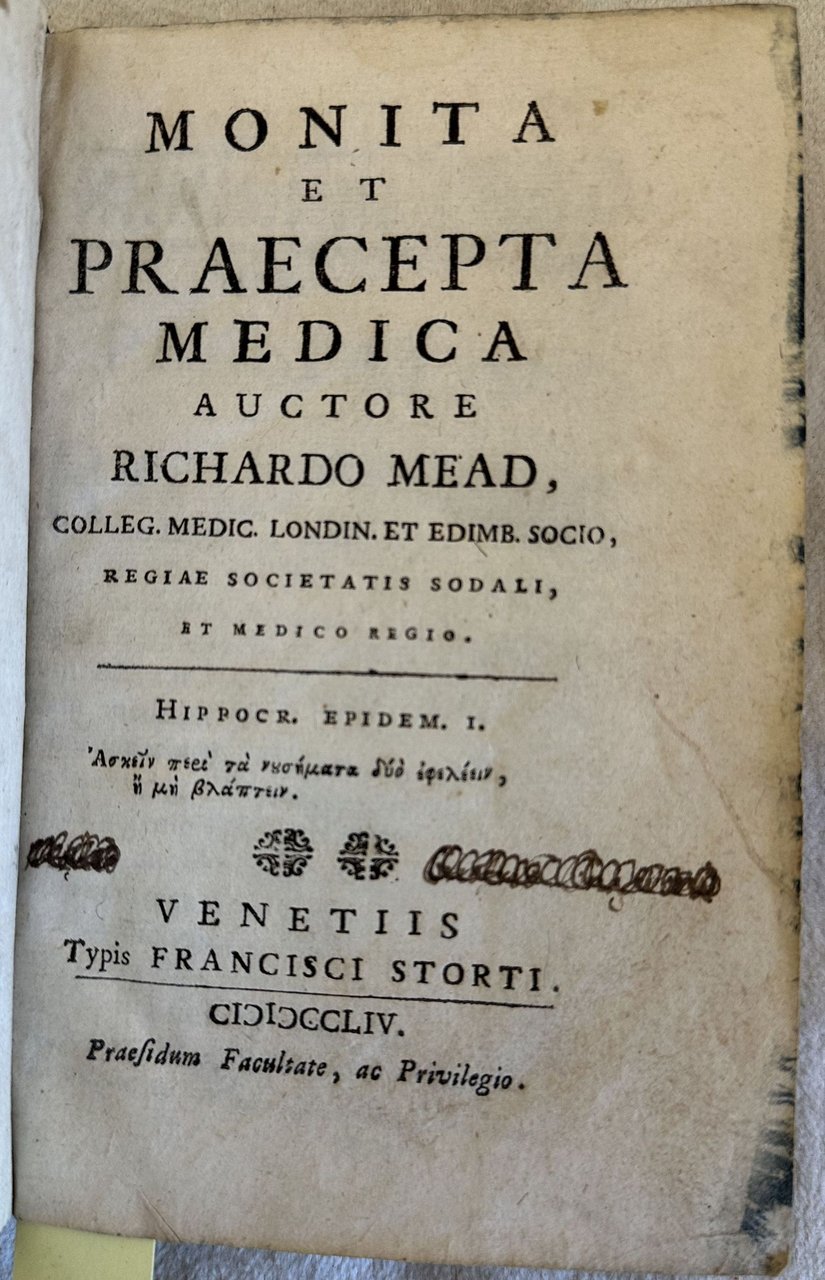 MONITA
ET
PRAECEPTA
MEDICA
AUCTORE
RICHARDO MEAD,
COLLEG. MEDIC. LONDIN. ET EDIMB. SOCIO,
REGIAE SOCIETATIS SODALI,
ET MEDICO REGIO.
HIPPOCR. EPIDEM. I.
Ἀσκεῖν περὶ τὰ νȣσήματα δύο ὠφελέειν,
ἢ μὴ βλάπτειν.
VENETIIS
Typis FRANCISCI STORTI.
CIƆIƆCCLIV.
Praeſidum Facultate, ac Privilegio.